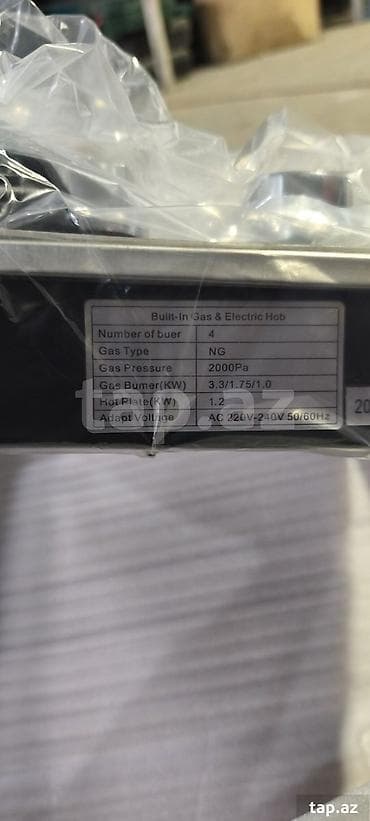 Built-In Gas & Electric Hob
Number of buer 4
Gas Type NG
Gas Pressure 2000Pa
Gas Bumer(KW) 3.3/1.75/1.0
Hot Plate(KW) 1.2
Adapt Voltage AC 220V-240V 50/60Hz
20
tap.az
tap.az